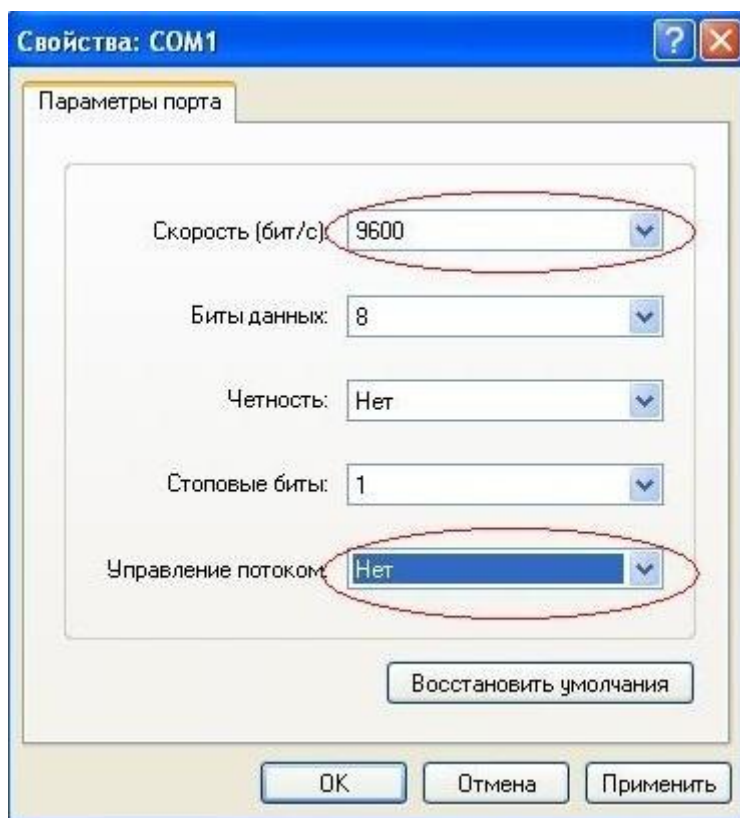 Свойства: COM1
Параметры порта
Скорость (бит/с): 9600
Биты данных: 8
Четность: Нет
Стоповые биты: 1
Управление потоком: Нет
Восстановить умолчания
OK Отмена Применить